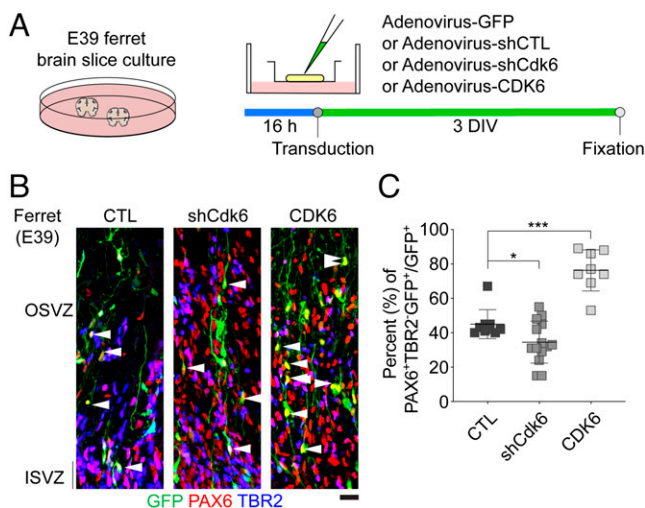 A
E39 ferret
brain slice culture
Adenovirus-GFP
or Adenovirus-shCTL
or Adenovirus-shCdk6
or Adenovirus-CDK6
16 h
3 DIV
Transduction
Fixation
B
Ferret
(E39)
CTL
shCdk6
CDK6
OSVZ
ISVZ
GFP PAX6 TBR2
C
Percent (%) of
PAX6⁺TBR2⁻GFP⁺/GFP⁺
100
80
60
40
20
0
***
*
CTL
shCdk6
CDK6